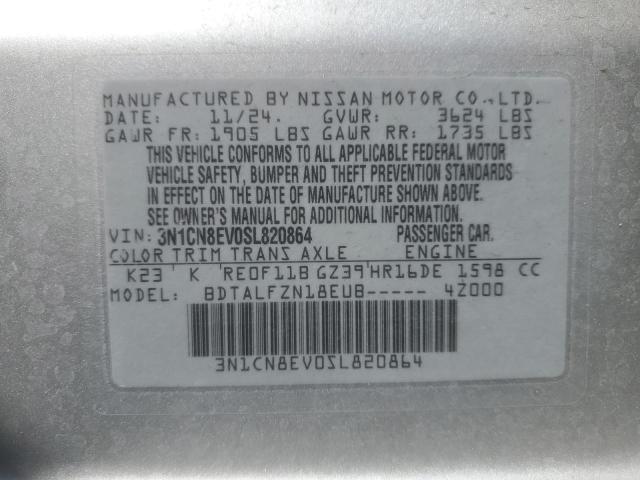 MANUFACTURED BY NISSAN MOTOR CO., LTD.
DATE: 11/24. GVWR: 3624 LBS
GAWR FR: 1905 LBS GAWR RR: 1735 LBS
THIS VEHICLE CONFORMS TO ALL APPLICABLE FEDERAL MOTOR
VEHICLE SAFETY, BUMPER AND THEFT PREVENTION STANDARDS
IN EFFECT ON THE DATE OF MANUFACTURE SHOWN ABOVE.
SEE OWNER'S MANUAL FOR ADDITIONAL INFORMATION.
VIN: 3N1CN8EV0SL820864 PASSENGER CAR.
COLOR TRIM TRANS AXLE ENGINE
K23 K RE0F11B GZ39 HR16DE 1598 CC
MODEL: BDTALFZN18EUB----- 4Z000
3N1CN8EV0SL820864